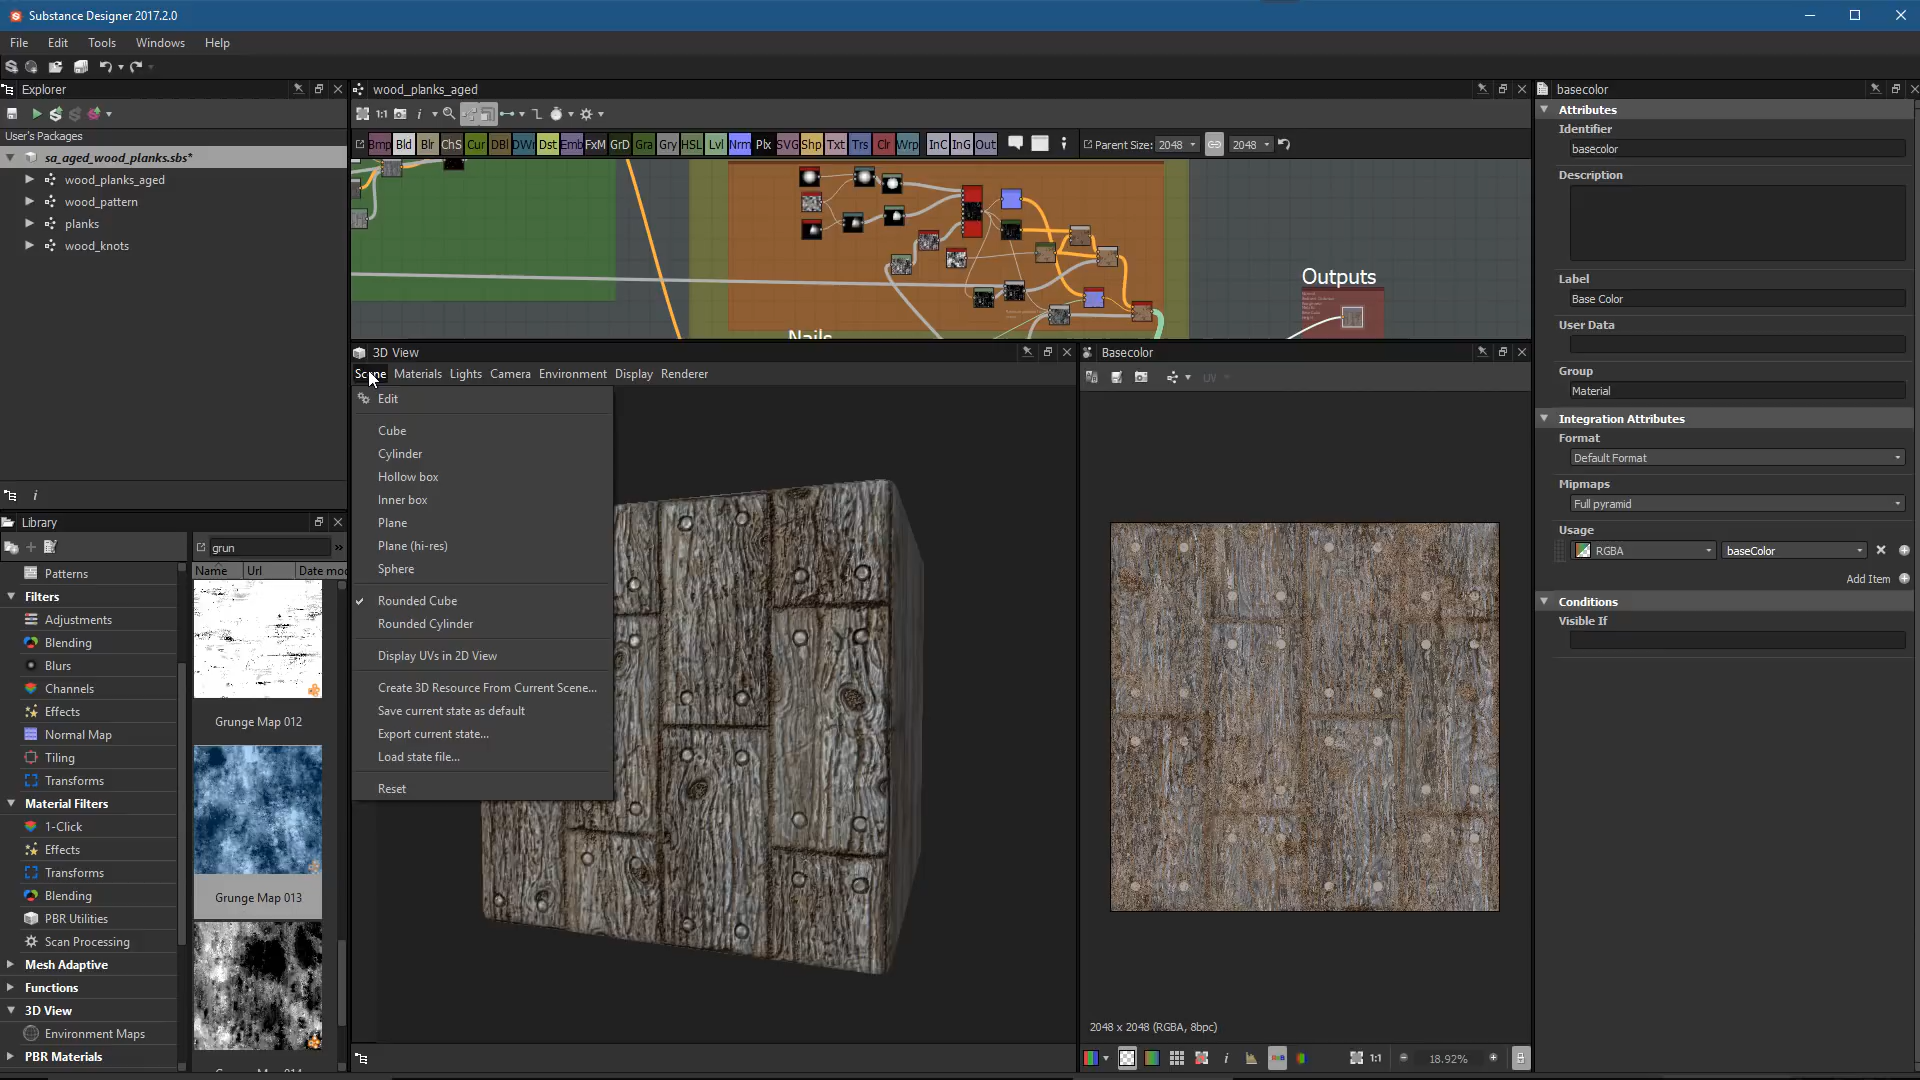 Substance Designer 2017.2.0
File Edit Tools Windows Help
Explorer
User's Packages
sa_aged_wood_planks.sbs*
wood_planks_aged
wood_pattern
planks
wood_knots
Library
grun
Name Url Date mod
Patterns
Filters
Adjustments
Blending
Blurs
Channels
Effects
Normal Map
Tiling
Transforms
Material Filters
1-Click
Effects
Transforms
Blending
PBR Utilities
Scan Processing
Mesh Adaptive
Functions
3D View
Environment Maps
PBR Materials
Grunge Map 012
Grunge Map 013
wood_planks_aged
1:1
Bmp Bld Blr ChS Cur DBl DWr Dst Emb FxM GrD Gra Gry HSL Lvl Nrm Plx SVG Shp Txt Trs Clr Wrp InC InG Out
Parent Size: 2048 2048
Nails
Outputs
3D View
Scene Materials Lights Camera Environment Display Renderer
Edit
Cube
Cylinder
Hollow box
Inner box
Plane
Plane (hi-res)
Sphere
Rounded Cube
Rounded Cylinder
Display UVs in 2D View
Create 3D Resource From Current Scene...
Save current state as default
Export current state...
Load state file...
Reset
Basecolor
UV
2048 x 2048 (RGBA, 8bpc)
1:1
18.92%
basecolor
Attributes
Identifier
basecolor
Description
Label
Base Color
User Data
Group
Material
Integration Attributes
Format
Default Format
Mipmaps
Full pyramid
Usage
RGBA baseColor
Add Item
Conditions
Visible If